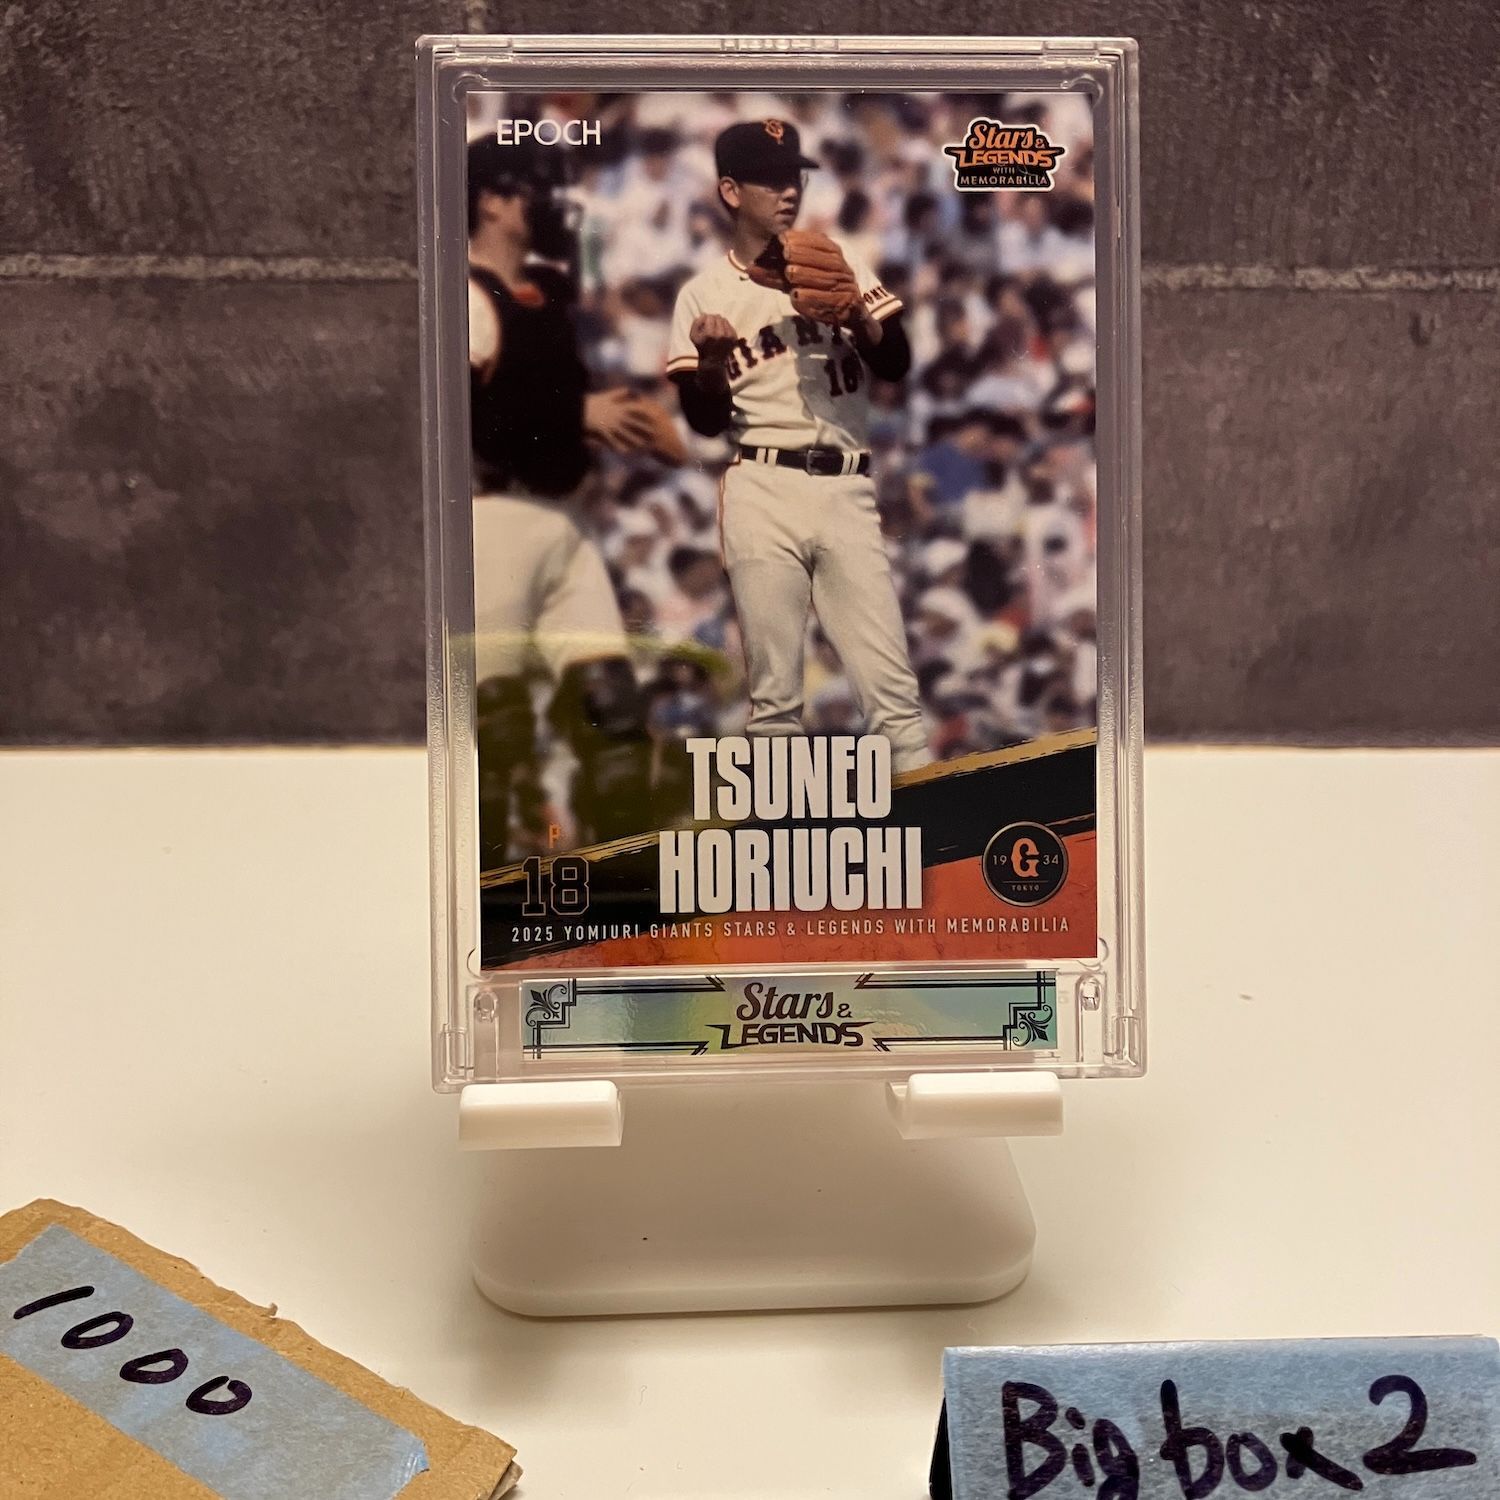 EPOCH
Stars &
LEGENDS
WITH
MEMORABILIA
GIANTS
18
TSUNEO
HORIUCHI
P
18
19 G 34
TOKYO
2025 YOMIURI GIANTS STARS & LEGENDS WITH MEMORABILIA
Stars &
LEGENDS
1000
Big box 2